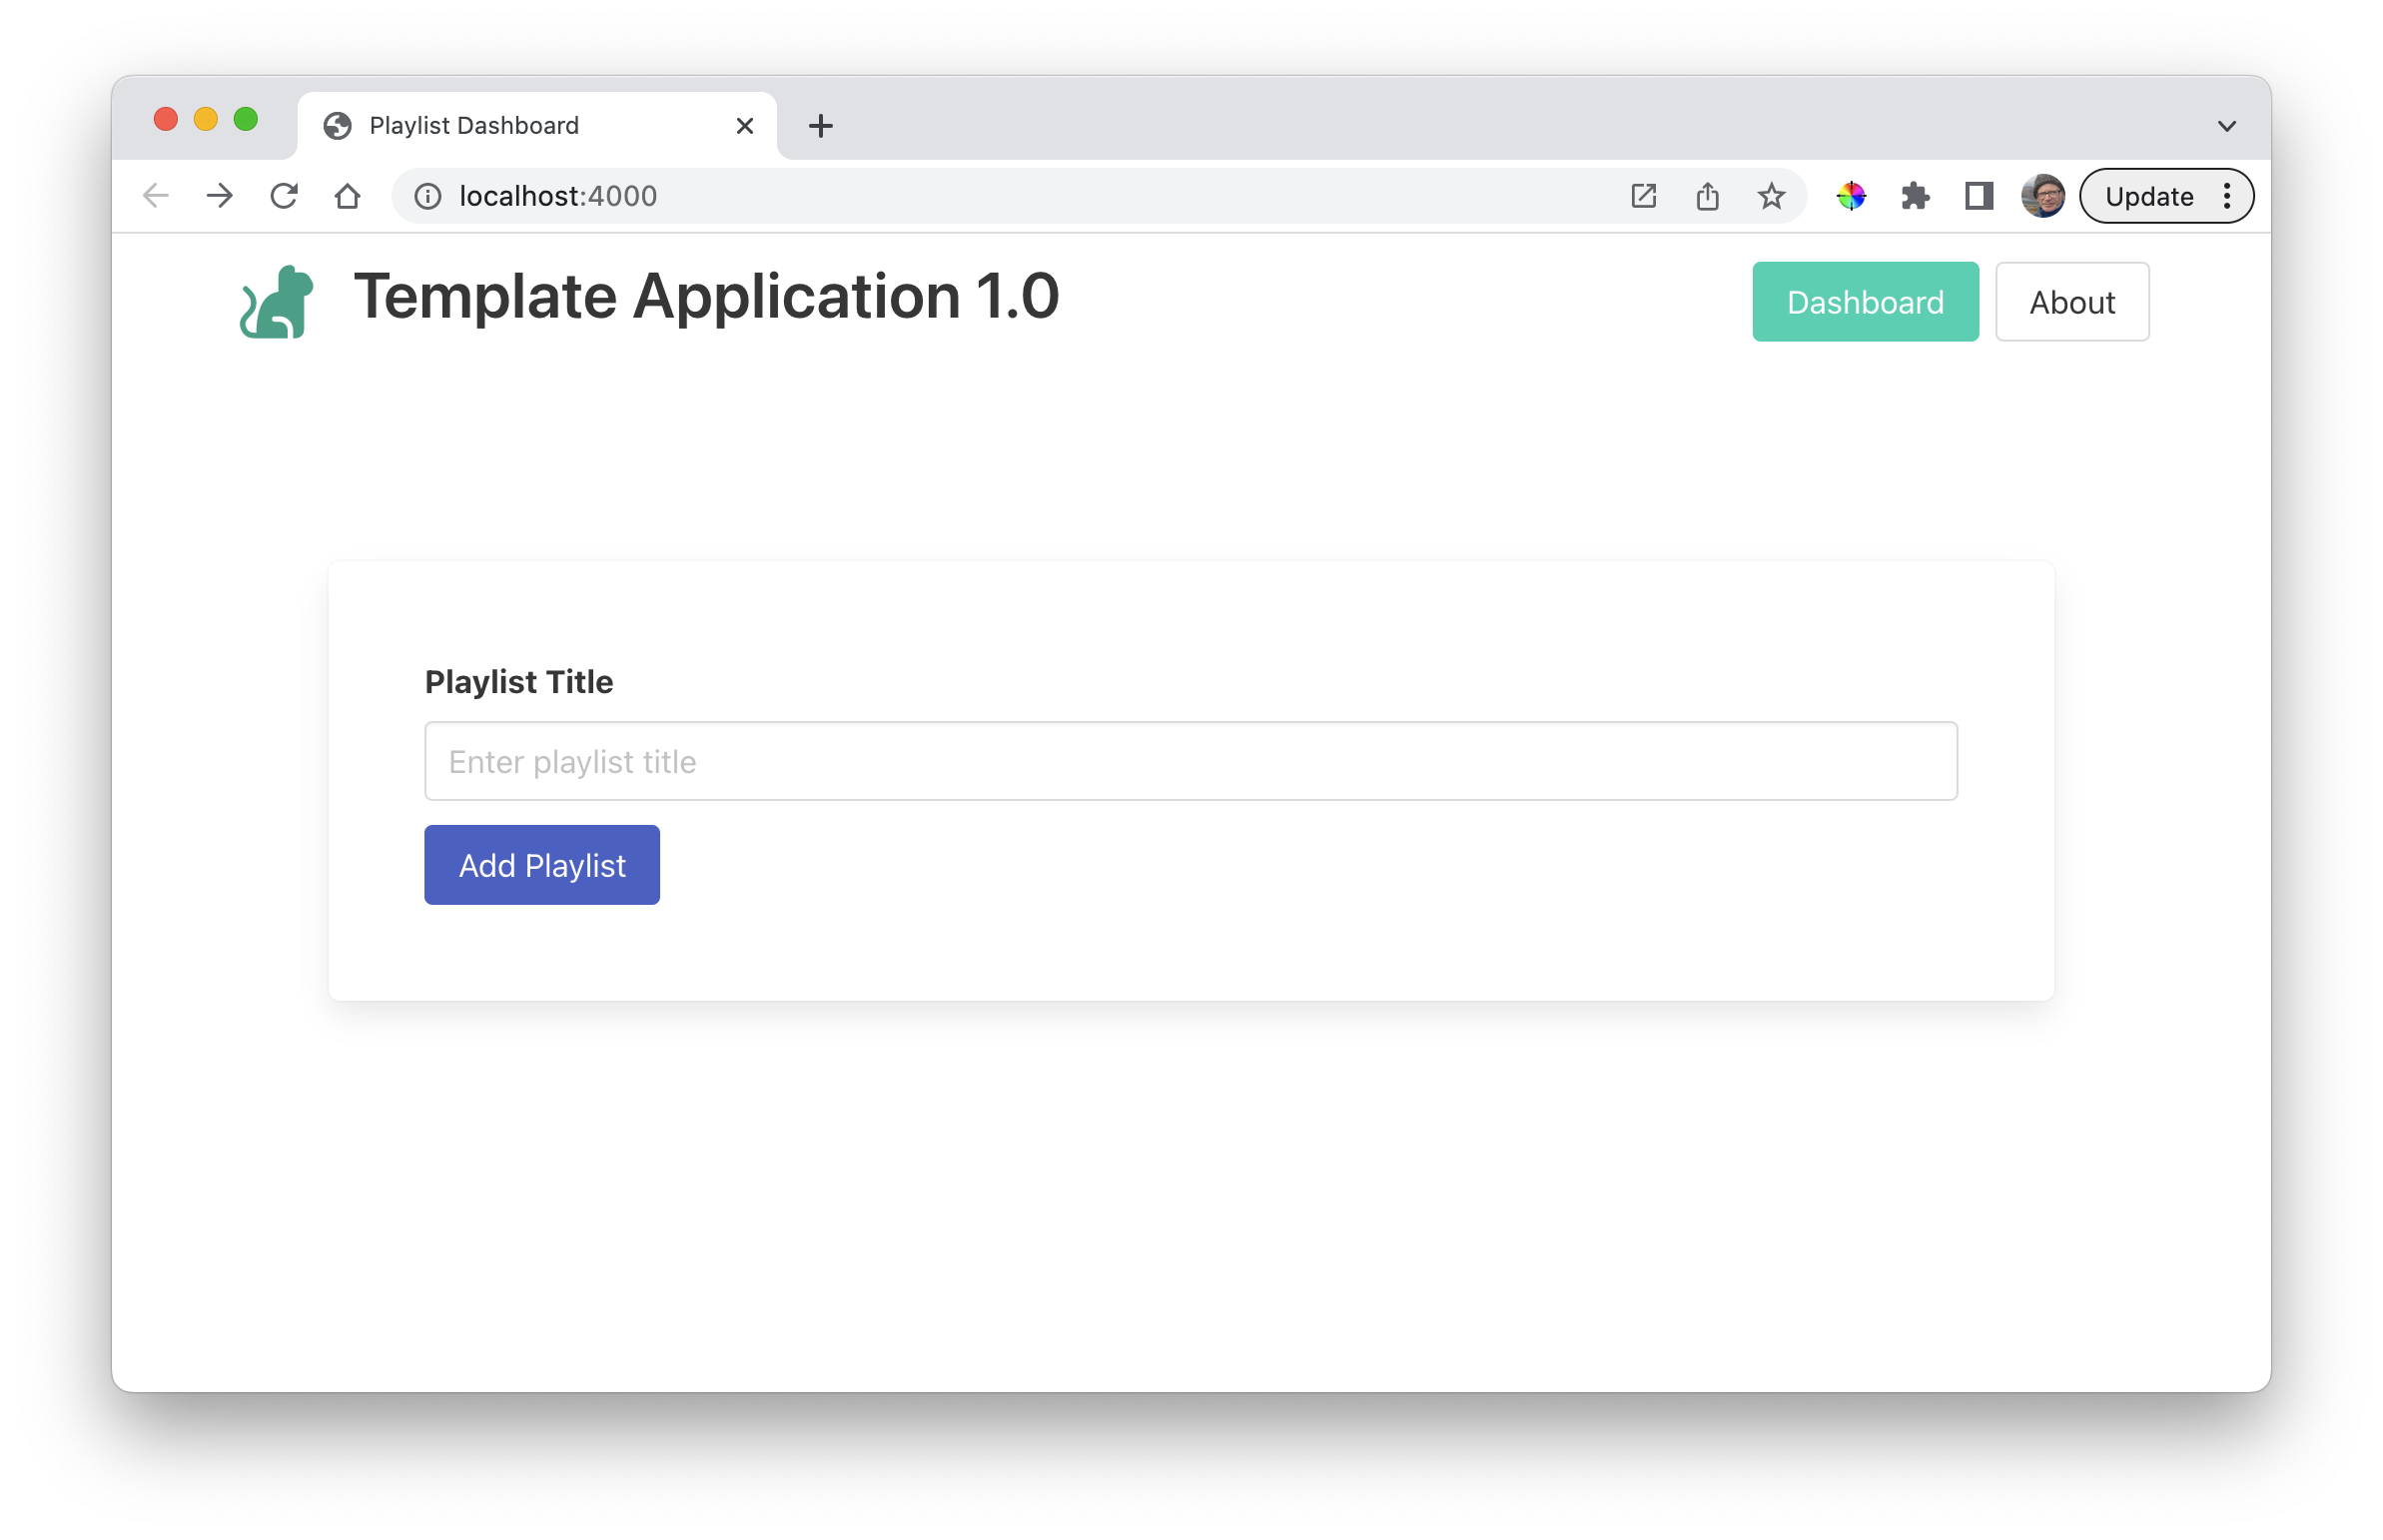 Playlist Dashboard
localhost:4000
Update
Template Application 1.0
Dashboard
About
Playlist Title
Enter playlist title
Add Playlist